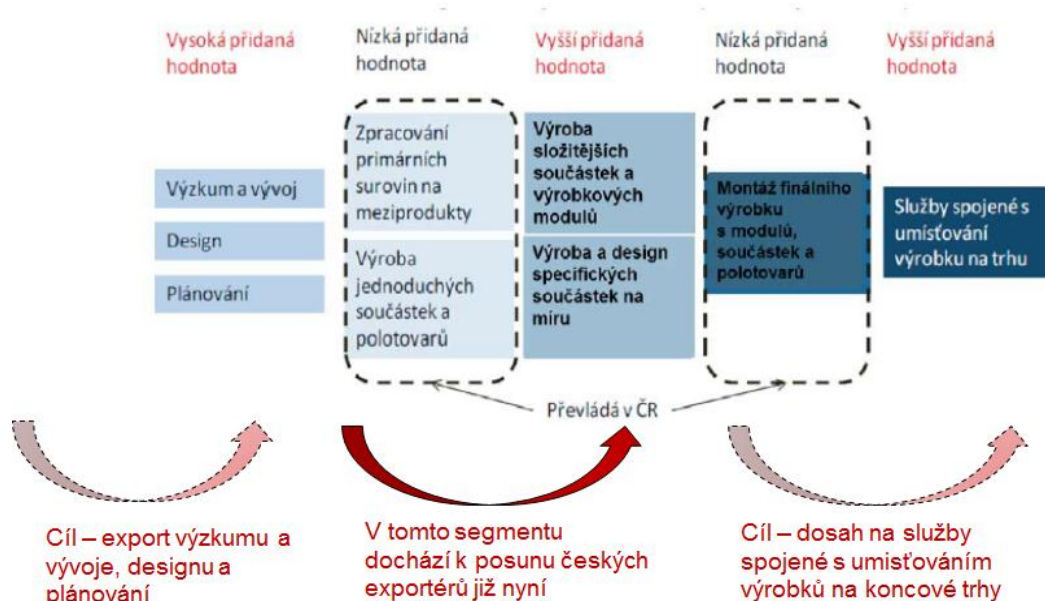 Vysoká přidaná
hodnota
Nízká přidaná
hodnota
Vyšší přidaná
hodnota
Nízká přidaná
hodnota
Vyšší přidaná
hodnota
Výzkum a vývoj
Design
Plánování
Zpracování
primárních
surovin na
meziprodukty
Výroba
jednoduchých
součástek a
polotovarů
Výroba
složitějších
součástek a
výrobkových
modulů
Výroba a design
specifických
součástek na
míru
Montáž finálního
výrobku
s modulů,
součástek a
polotovarů
Služby spojené s
umísťování
výrobku na trhu
Převládá v ČR
Cíl – export výzkumu a
vývoje, designu a
plánování
V tomto segmentu
dochází k posunu českých
exportérů již nyní
Cíl – dosah na služby
spojené s umisťováním
výrobků na koncové trhy